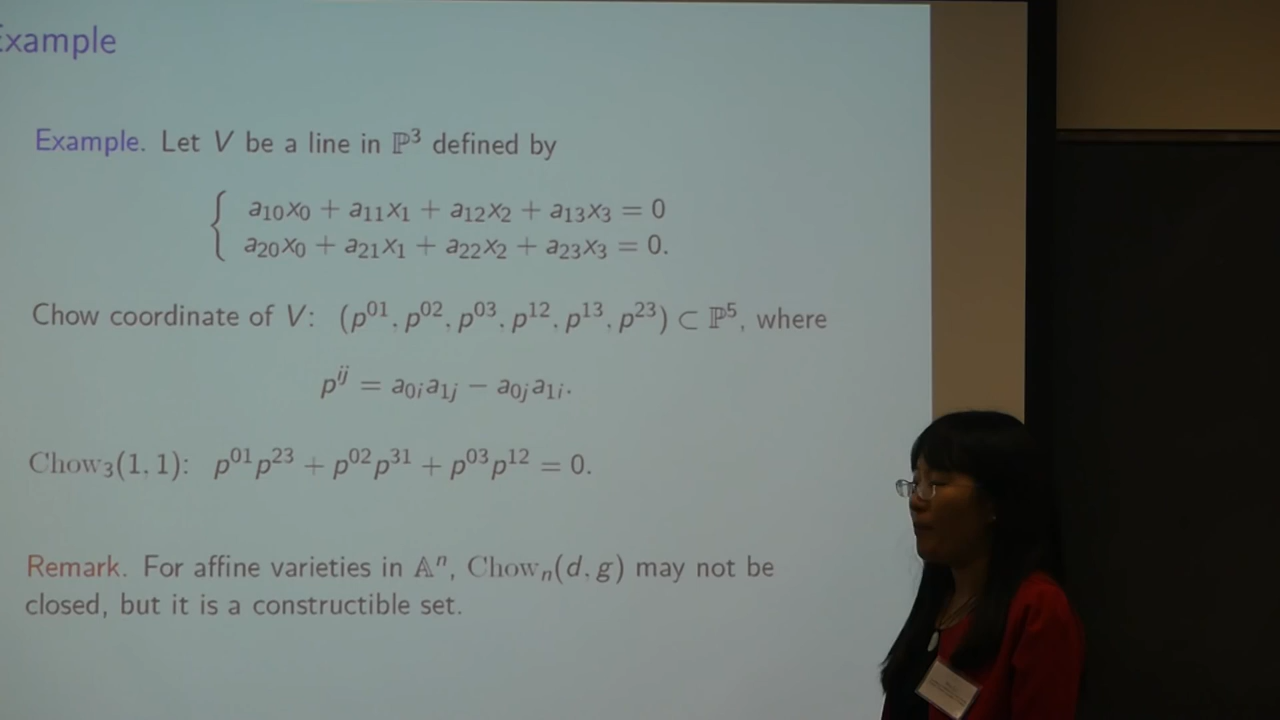 Example
Example. Let V be a line in ℙ³ defined by
a₁₀x₀ + a₁₁x₁ + a₁₂x₂ + a₁₃x₃ = 0
a₂₀x₀ + a₂₁x₁ + a₂₂x₂ + a₂₃x₃ = 0.
Chow coordinate of V: (p⁰¹, p⁰², p⁰³, p¹², p¹³, p²³) ⊂ ℙ⁵, where
pⁱʲ = a₀ᵢa₁ⱼ − a₀ⱼa₁ᵢ.
Chow₃(1, 1): p⁰¹p²³ + p⁰²p³¹ + p⁰³p¹² = 0.
Remark. For affine varieties in 𝔸ⁿ, Chowₙ(d, g) may not be
closed, but it is a constructible set.